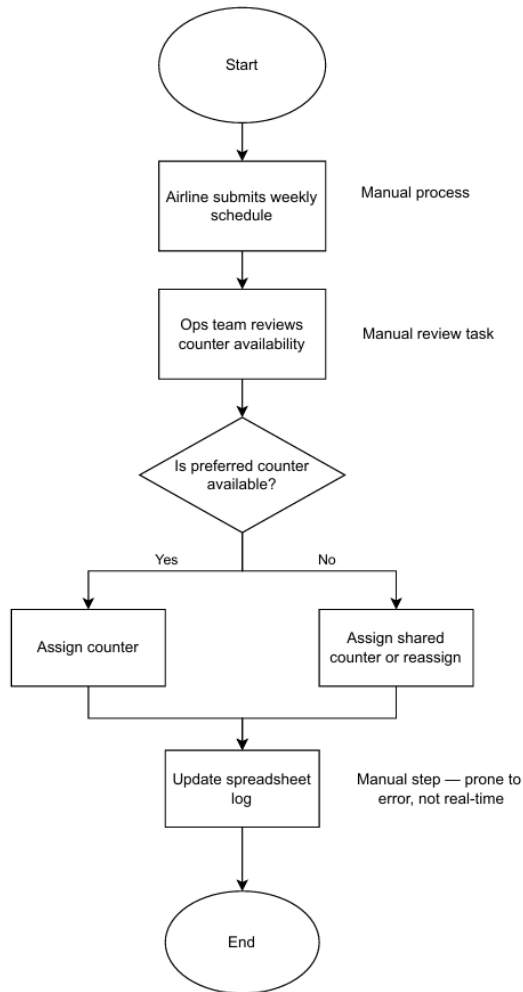 Start
Airline submits weekly
schedule
Manual process
Ops team reviews
counter availability
Manual review task
Is preferred counter
available?
Yes
No
Assign counter
Assign shared
counter or reassign
Update spreadsheet
log
Manual step — prone to
error, not real-time
End